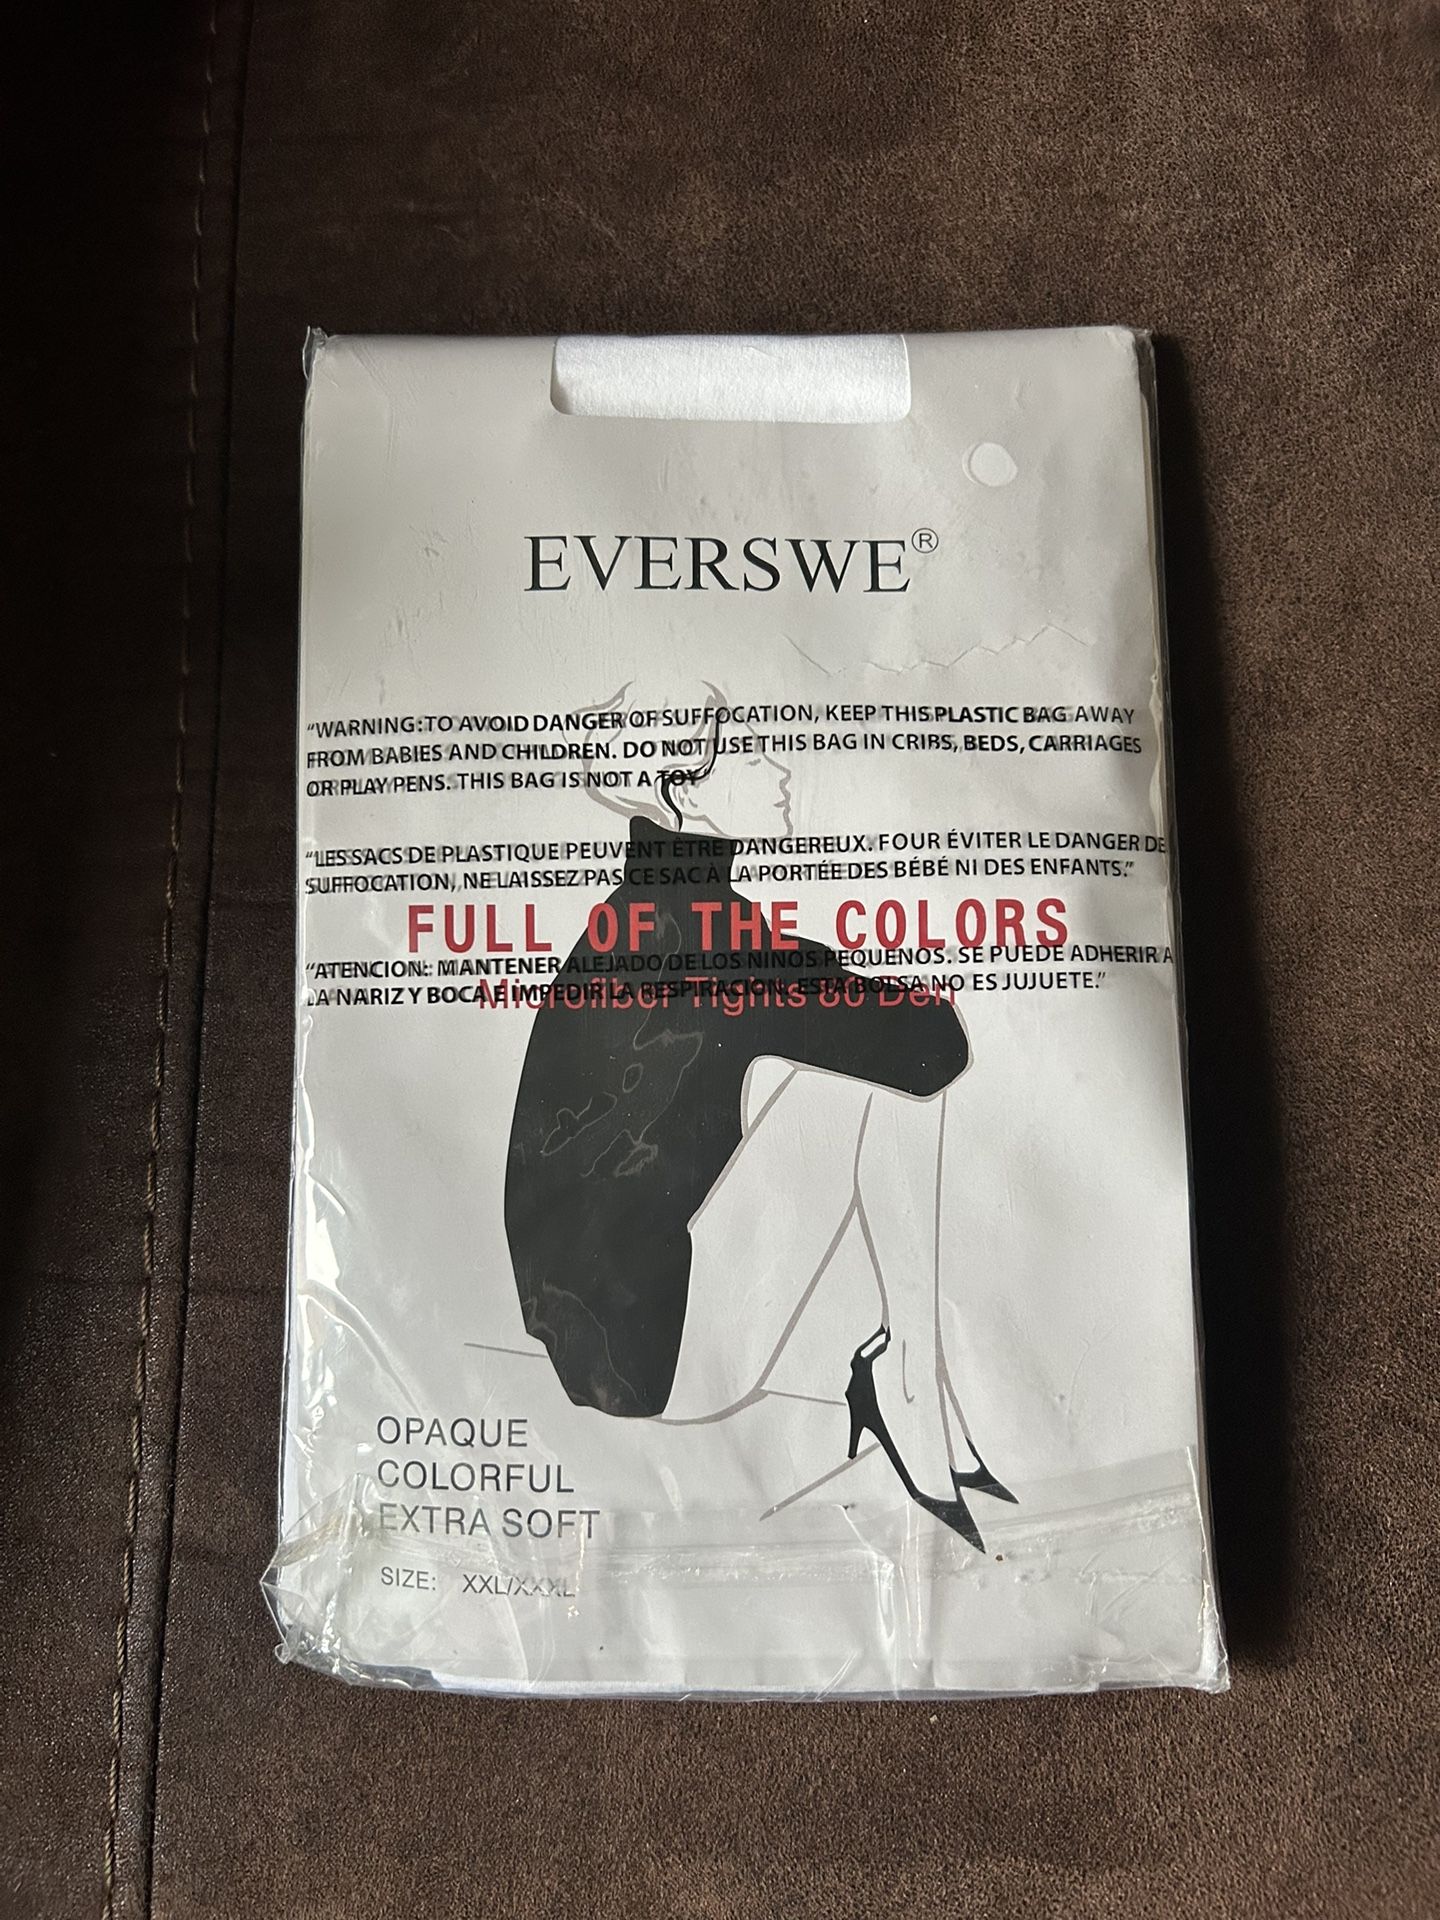 EVERSWE®
“WARNING:TO AVOID DANGER OF SUFFOCATION, KEEP THIS PLASTIC BAG AWAY
FROM BABIES AND CHILDREN. DO NOT USE THIS BAG IN CRIBS, BEDS, CARRIAGES
OR PLAY PENS. THIS BAG IS NOT A TOY”
“LES SACS DE PLASTIQUE PEUVENT ÊTRE DANGEREUX. FOUR ÉVITER LE DANGER DE
SUFFOCATION, NE LAISSEZ PAS CE SAC À LA PORTÉE DES BÉBÉ NI DES ENFANTS.”
FULL OF THE COLORS
“ATENCION: MANTENER ALEJADO DE LOS NINOS PEQUENOS. SE PUEDE ADHERIR A
LA NARIZ Y BOCA E IMPEDIR LA RESPIRACION. ESTA BOLSA NO ES JUJUETE.”
Microfiber Tights 80 Den
OPAQUE
COLORFUL
EXTRA SOFT
SIZE: XXL/XXXL